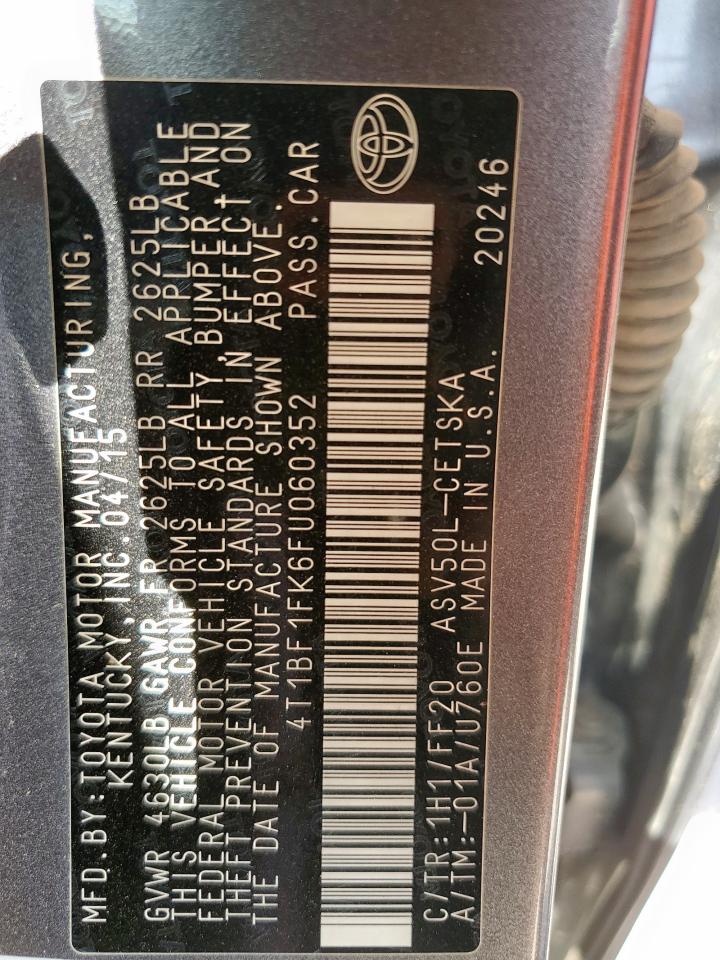 MFD.BY:TOYOTA MOTOR MANUFACTURING,
KENTUCKY,INC.04/15
GVWR 4630LB GAWR FR 2625LB RR 2625LB
THIS VEHICLE CONFORMS TO ALL APPLICABLE
FEDERAL MOTOR VEHICLE SAFETY, BUMPER AND
THEFT PREVENTION STANDARDS IN EFFECT ON
THE DATE OF MANUFACTURE SHOWN ABOVE.
4T1BF1FK6FU060352 PASS.CAR
C/TR:1H1/FF20 ASV50L-CETSKA 20246
A/TM:-01A/U760E MADE IN U.S.A.